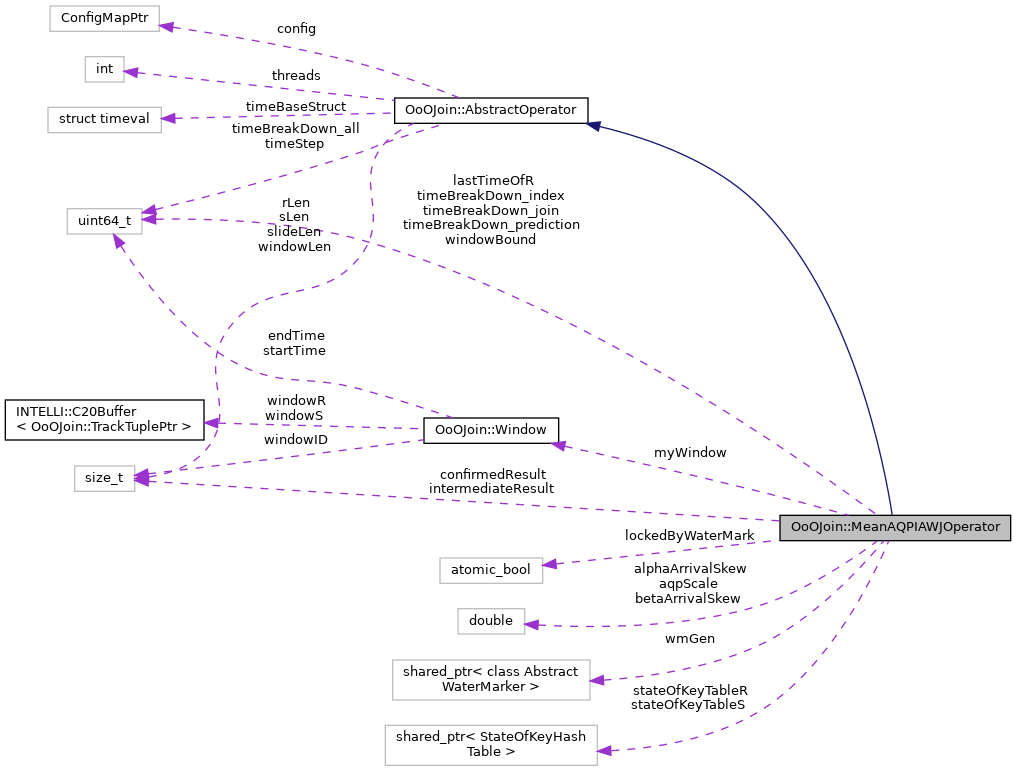 ConfigMapPtr
config
int
threads
struct timeval
timeBaseStruct
OoOJoin::AbstractOperator
timeBreakDown_all
timeStep
uint64_t
rLen
sLen
slideLen
windowLen
lastTimeOfR
timeBreakDown_index
timeBreakDown_join
timeBreakDown_prediction
windowBound
endTime
startTime
INTELLI::C20Buffer
< OoOJoin::TrackTuplePtr >
windowR
windowS
OoOJoin::Window
windowID
size_t
myWindow
confirmedResult
intermediateResult
OoOJoin::MeanAQPIAWJOperator
lockedByWaterMark
atomic_bool
alphaArrivalSkew
aqpScale
betaArrivalSkew
double
wmGen
shared_ptr< class Abstract
WaterMarker >
stateOfKeyTableR
stateOfKeyTableS
shared_ptr< StateOfKeyHash
Table >